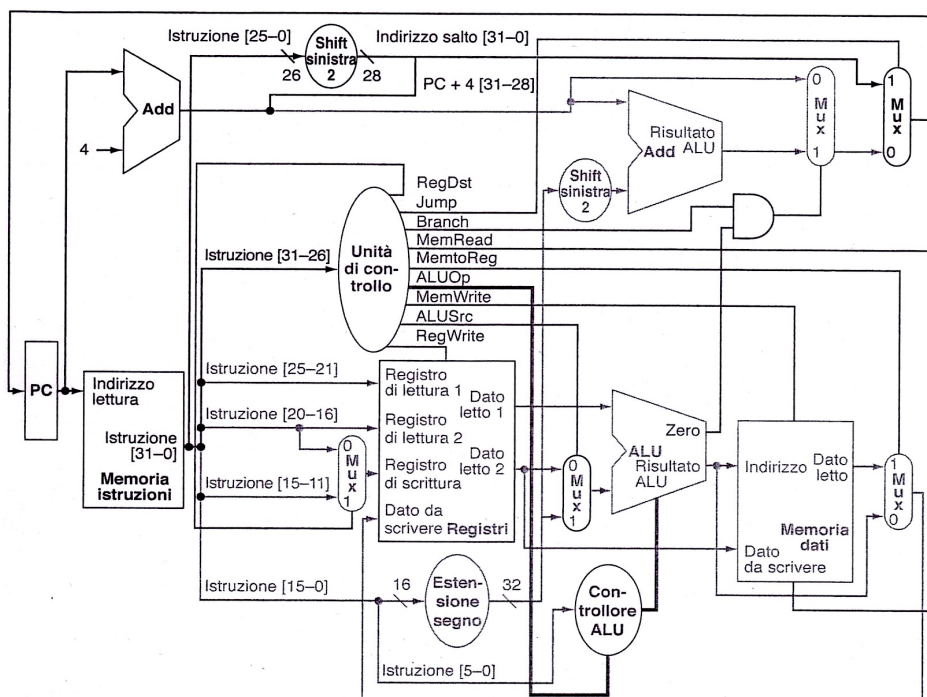 Istruzione [25–0]
Shift
sinistra
2
26
28
Indirizzo salto [31–0]
PC + 4 [31–28]
Add
4
0
M
u
x
1
1
M
u
x
0
Risultato
Add ALU
Shift
sinistra
2
RegDst
Jump
Branch
MemRead
MemtoReg
ALUOp
MemWrite
ALUSrc
RegWrite
Unità
di con-
trollo
Istruzione [31–26]
PC
Indirizzo
lettura
Istruzione
[31–0]
Memoria
istruzioni
Istruzione [25–21]
Istruzione [20–16]
Istruzione [15–11]
0
M
u
x
1
Registro
di lettura 1
Registro
di lettura 2
Registro
di scrittura
Dato da
scrivere Registri
Dato
letto 1
Dato
letto 2
0
M
u
x
1
Zero
ALU
Risultato
ALU
Indirizzo
Dato
letto
Memoria
dati
Dato
da scrivere
1
M
u
x
0
Istruzione [15–0]
16
Esten-
sione
segno
32
Con-
trollore
ALU
Istruzione [5–0]